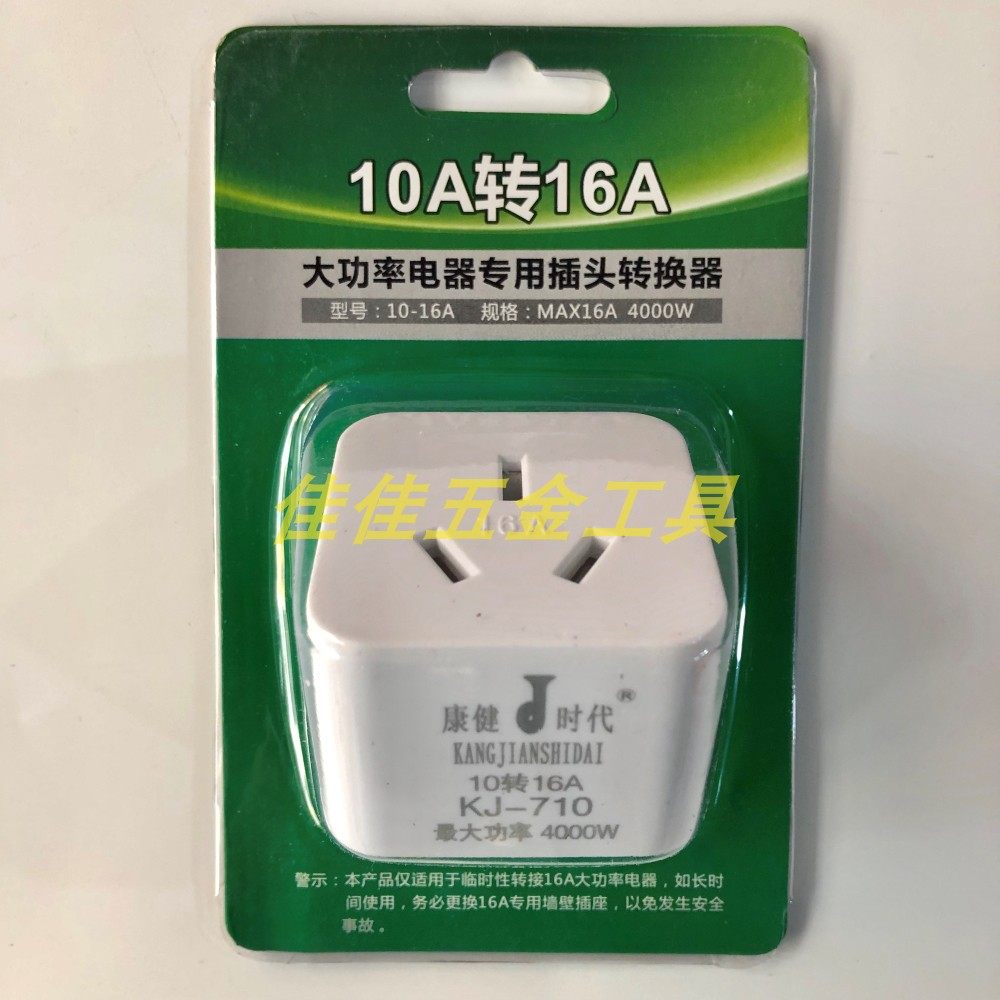 10A转16A
大功率电器专用插头转换器
型号：10-16A 规格：MAX16A 4000W
16A
佳佳五金工具
康健 时代®
KANGJIANSHIDAI
10转16A
KJ-710
最大功率 4000W
警示：本产品仅适用于临时性转接16A大功率电器，如长时
间使用，务必更换16A专用墙壁插座，以免发生安全
事故。